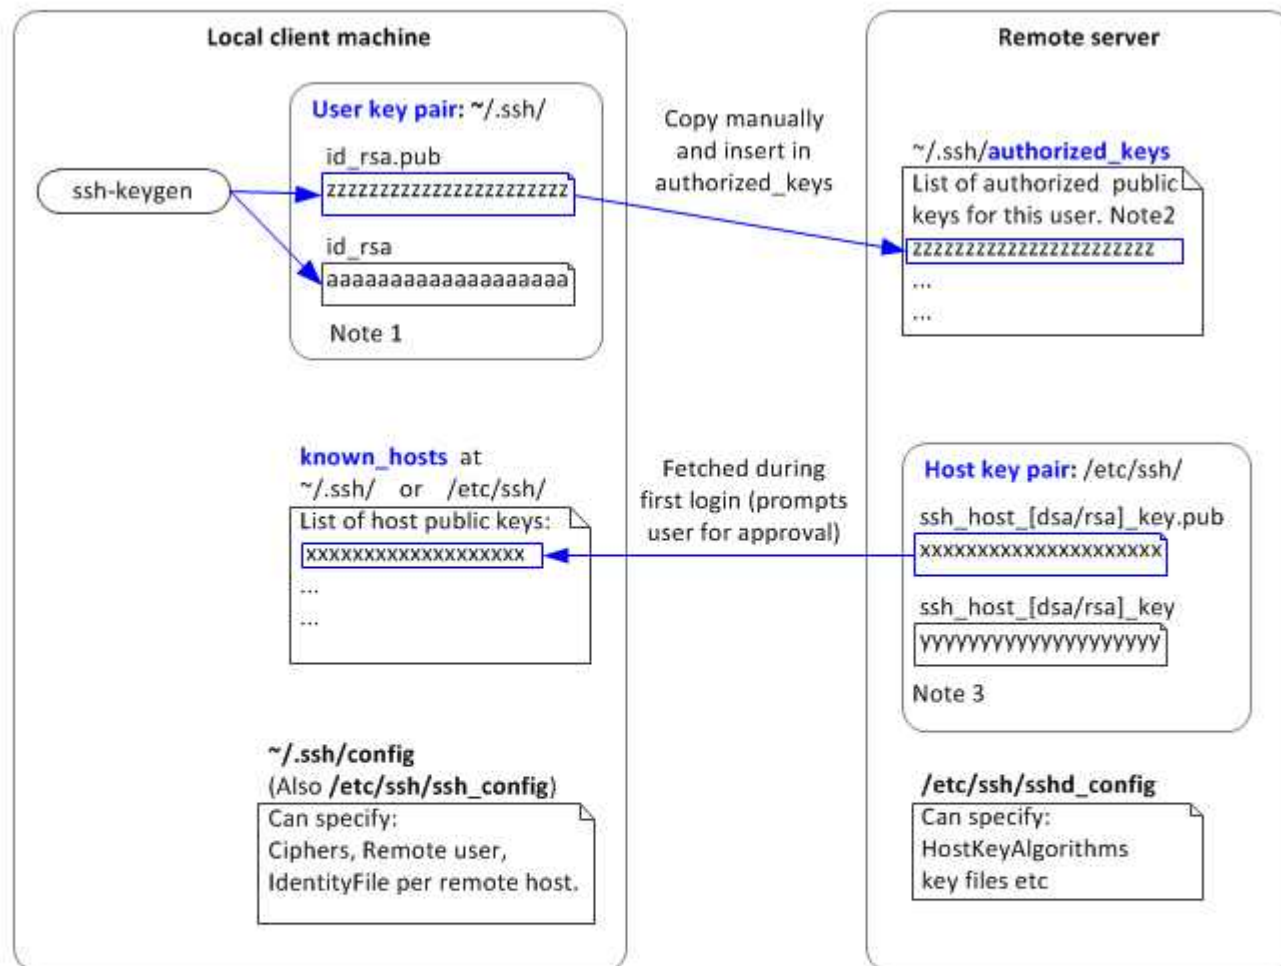 Local client machine
User key pair: ~/.ssh/
id_rsa.pub
zzzzzzzzzzzzzzzzzzzzzzz
ssh-keygen
id_rsa
aaaaaaaaaaaaaaaaaaa
Note 1
Copy manually
and insert in
authorized_keys
Remote server
~/.ssh/authorized_keys
List of authorized public
keys for this user. Note2
zzzzzzzzzzzzzzzzzzzzzzz
...
...
known_hosts at
~/.ssh/ or /etc/ssh/
List of host public keys:
xxxxxxxxxxxxxxxxxxx
...
...
Fetched during
first login (prompts
user for approval)
Host key pair: /etc/ssh/
ssh_host_[dsa/rsa]_key.pub
xxxxxxxxxxxxxxxxxxxxx
ssh_host_[dsa/rsa]_key
yyyyyyyyyyyyyyyyyyyyy
Note 3
~/.ssh/config
(Also /etc/ssh/ssh_config)
Can specify:
Ciphers, Remote user,
IdentityFile per remote host.
/etc/ssh/sshd_config
Can specify:
HostKeyAlgorithms
key files etc